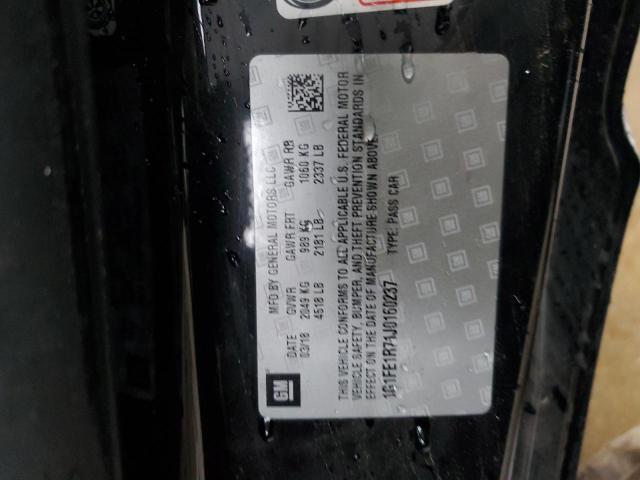 GM
MFD BY GENERAL MOTORS LLC
DATE GVWR GAWR FRT GAWR RR
03/18 2049 KG 989 KG 1060 KG
4518 LB 2181 LB 2337 LB
THIS VEHICLE CONFORMS TO ALL APPLICABLE U.S. FEDERAL MOTOR
VEHICLE SAFETY, BUMPER, AND THEFT PREVENTION STANDARDS IN
EFFECT ON THE DATE OF MANUFACTURE SHOWN ABOVE.
1G1FE1R71J0160237 TYPE: PASS CAR